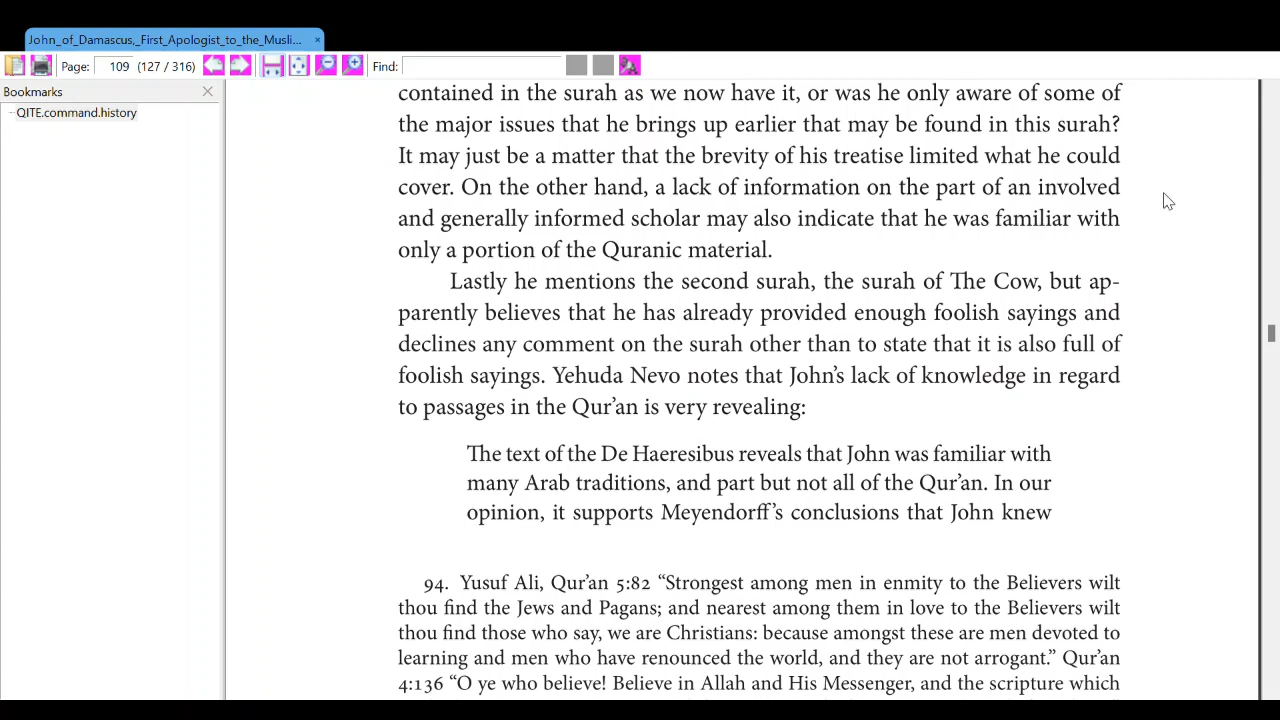 John_of_Damascus,_First_Apologist_to_the_Musli...
Page: 109 (127 / 316) Find:
Bookmarks
QITE.command.history
contained in the surah as we now have it, or was he only aware of some of
the major issues that he brings up earlier that may be found in this surah?
It may just be a matter that the brevity of his treatise limited what he could
cover. On the other hand, a lack of information on the part of an involved
and generally informed scholar may also indicate that he was familiar with
only a portion of the Quranic material.
Lastly he mentions the second surah, the surah of The Cow, but ap-
parently believes that he has already provided enough foolish sayings and
declines any comment on the surah other than to state that it is also full of
foolish sayings. Yehuda Nevo notes that John’s lack of knowledge in regard
to passages in the Qur’an is very revealing:
The text of the De Haeresibus reveals that John was familiar with
many Arab traditions, and part but not all of the Qur’an. In our
opinion, it supports Meyendorff’s conclusions that John knew
94. Yusuf Ali, Qur’an 5:82 “Strongest among men in enmity to the Believers wilt
thou find the Jews and Pagans; and nearest among them in love to the Believers wilt
thou find those who say, we are Christians: because amongst these are men devoted to
learning and men who have renounced the world, and they are not arrogant.” Qur’an
4:136 “O ye who believe! Believe in Allah and His Messenger, and the scripture which